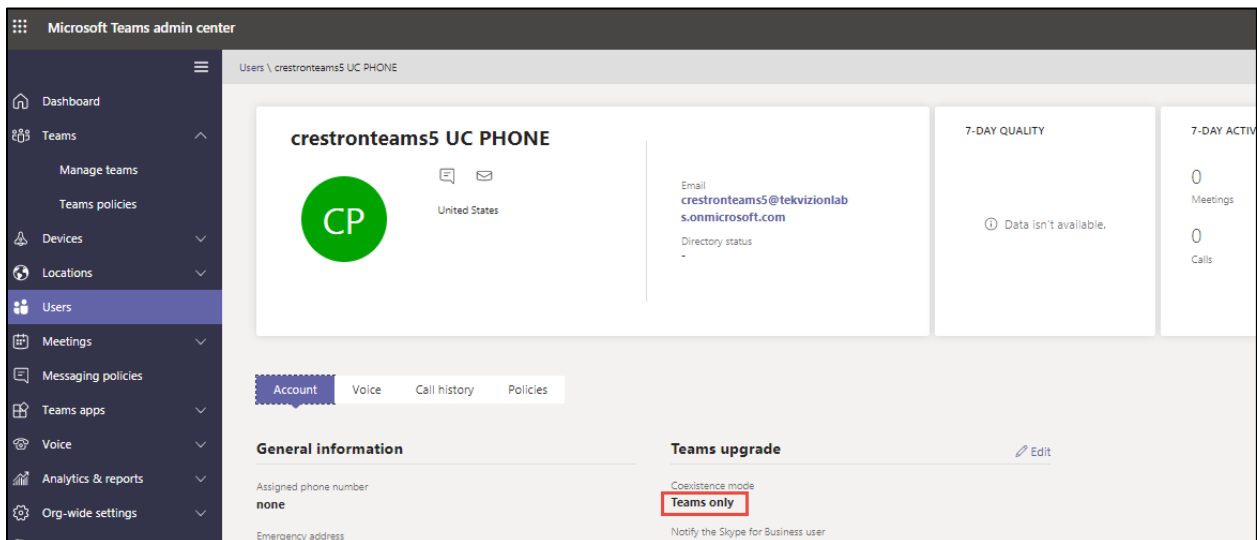 Microsoft Teams admin center
Users \ crestronteams5 UC PHONE
Dashboard
Teams
Manage teams
Teams policies
Devices
Locations
Users
Meetings
Messaging policies
Teams apps
Voice
Analytics & reports
Org-wide settings
crestronteams5 UC PHONE
CP
United States
Email
crestronteams5@tekvizionlab
s.onmicrosoft.com
Directory status
-
7-DAY QUALITY
Data isn't available.
7-DAY ACTIV
0
Meetings
0
Calls
Account Voice Call history Policies
General information
Assigned phone number
none
Emergency address
Teams upgrade
Edit
Coexistence mode
Teams only
Notify the Skype for Business user